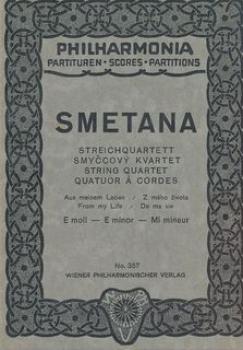 PHILHARMONIA
PARTITUREN • SCORES • PARTITIONS
SMETANA
STREICHQUARTETT
SMYČCOVÝ KVARTET
STRING QUARTET
QUATUOR À CORDES
Aus meinem Leben / Z mého života
From my Life / De ma vie
E moll — E minor — Mi mineur
No. 357
WIENER PHILHARMONISCHER VERLAG